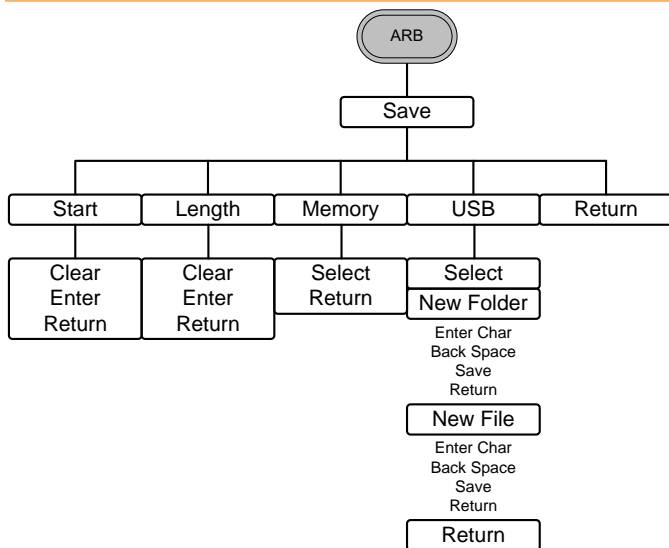 ARB
Save
Start
Length
Memory
USB
Return
Clear
Enter
Return
Clear
Enter
Return
Select
Return
Select
New Folder
Enter Char
Back Space
Save
Return
New File
Enter Char
Back Space
Save
Return
Return